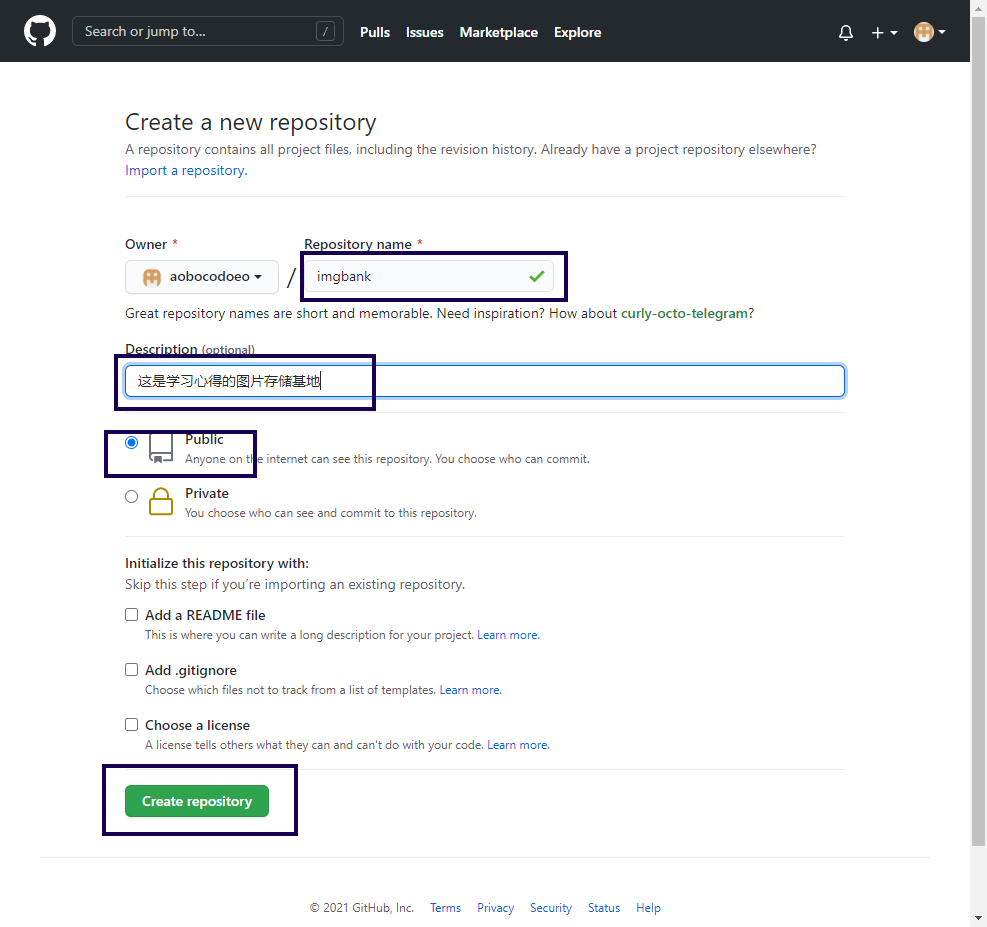 Search or jump to... /
Pulls Issues Marketplace Explore
Create a new repository
A repository contains all project files, including the revision history. Already have a project repository elsewhere?
Import a repository.
Owner * Repository name *
aobocodoeo / imgbank
Great repository names are short and memorable. Need inspiration? How about curly-octo-telegram?
Description (optional)
这是学习心得的图片存储基地
Public
Anyone on the internet can see this repository. You choose who can commit.
Private
You choose who can see and commit to this repository.
Initialize this repository with:
Skip this step if you're importing an existing repository.
Add a README file
This is where you can write a long description for your project. Learn more.
Add .gitignore
Choose which files not to track from a list of templates. Learn more.
Choose a license
A license tells others what they can and can't do with your code. Learn more.
Create repository
© 2021 GitHub, Inc. Terms Privacy Security Status Help